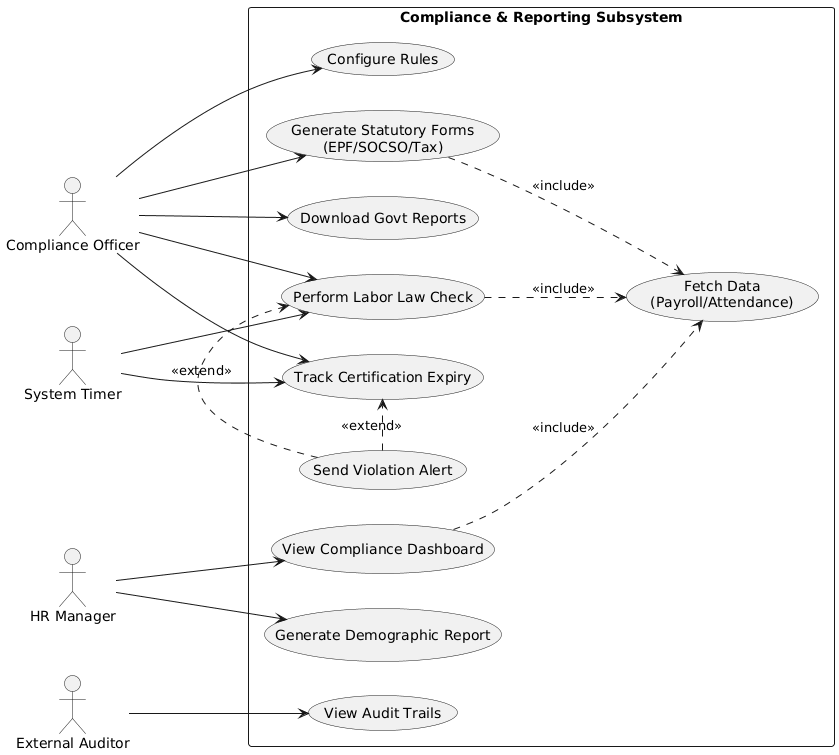 Compliance & Reporting Subsystem
Configure Rules
Generate Statutory Forms
(EPF/SOCSO/Tax)
«include»
Compliance Officer
Download Govt Reports
Perform Labor Law Check
«include»
Fetch Data
(Payroll/Attendance)
System Timer
«extend»
Track Certification Expiry
«extend»
«include»
Send Violation Alert
View Compliance Dashboard
HR Manager
Generate Demographic Report
View Audit Trails
External Auditor